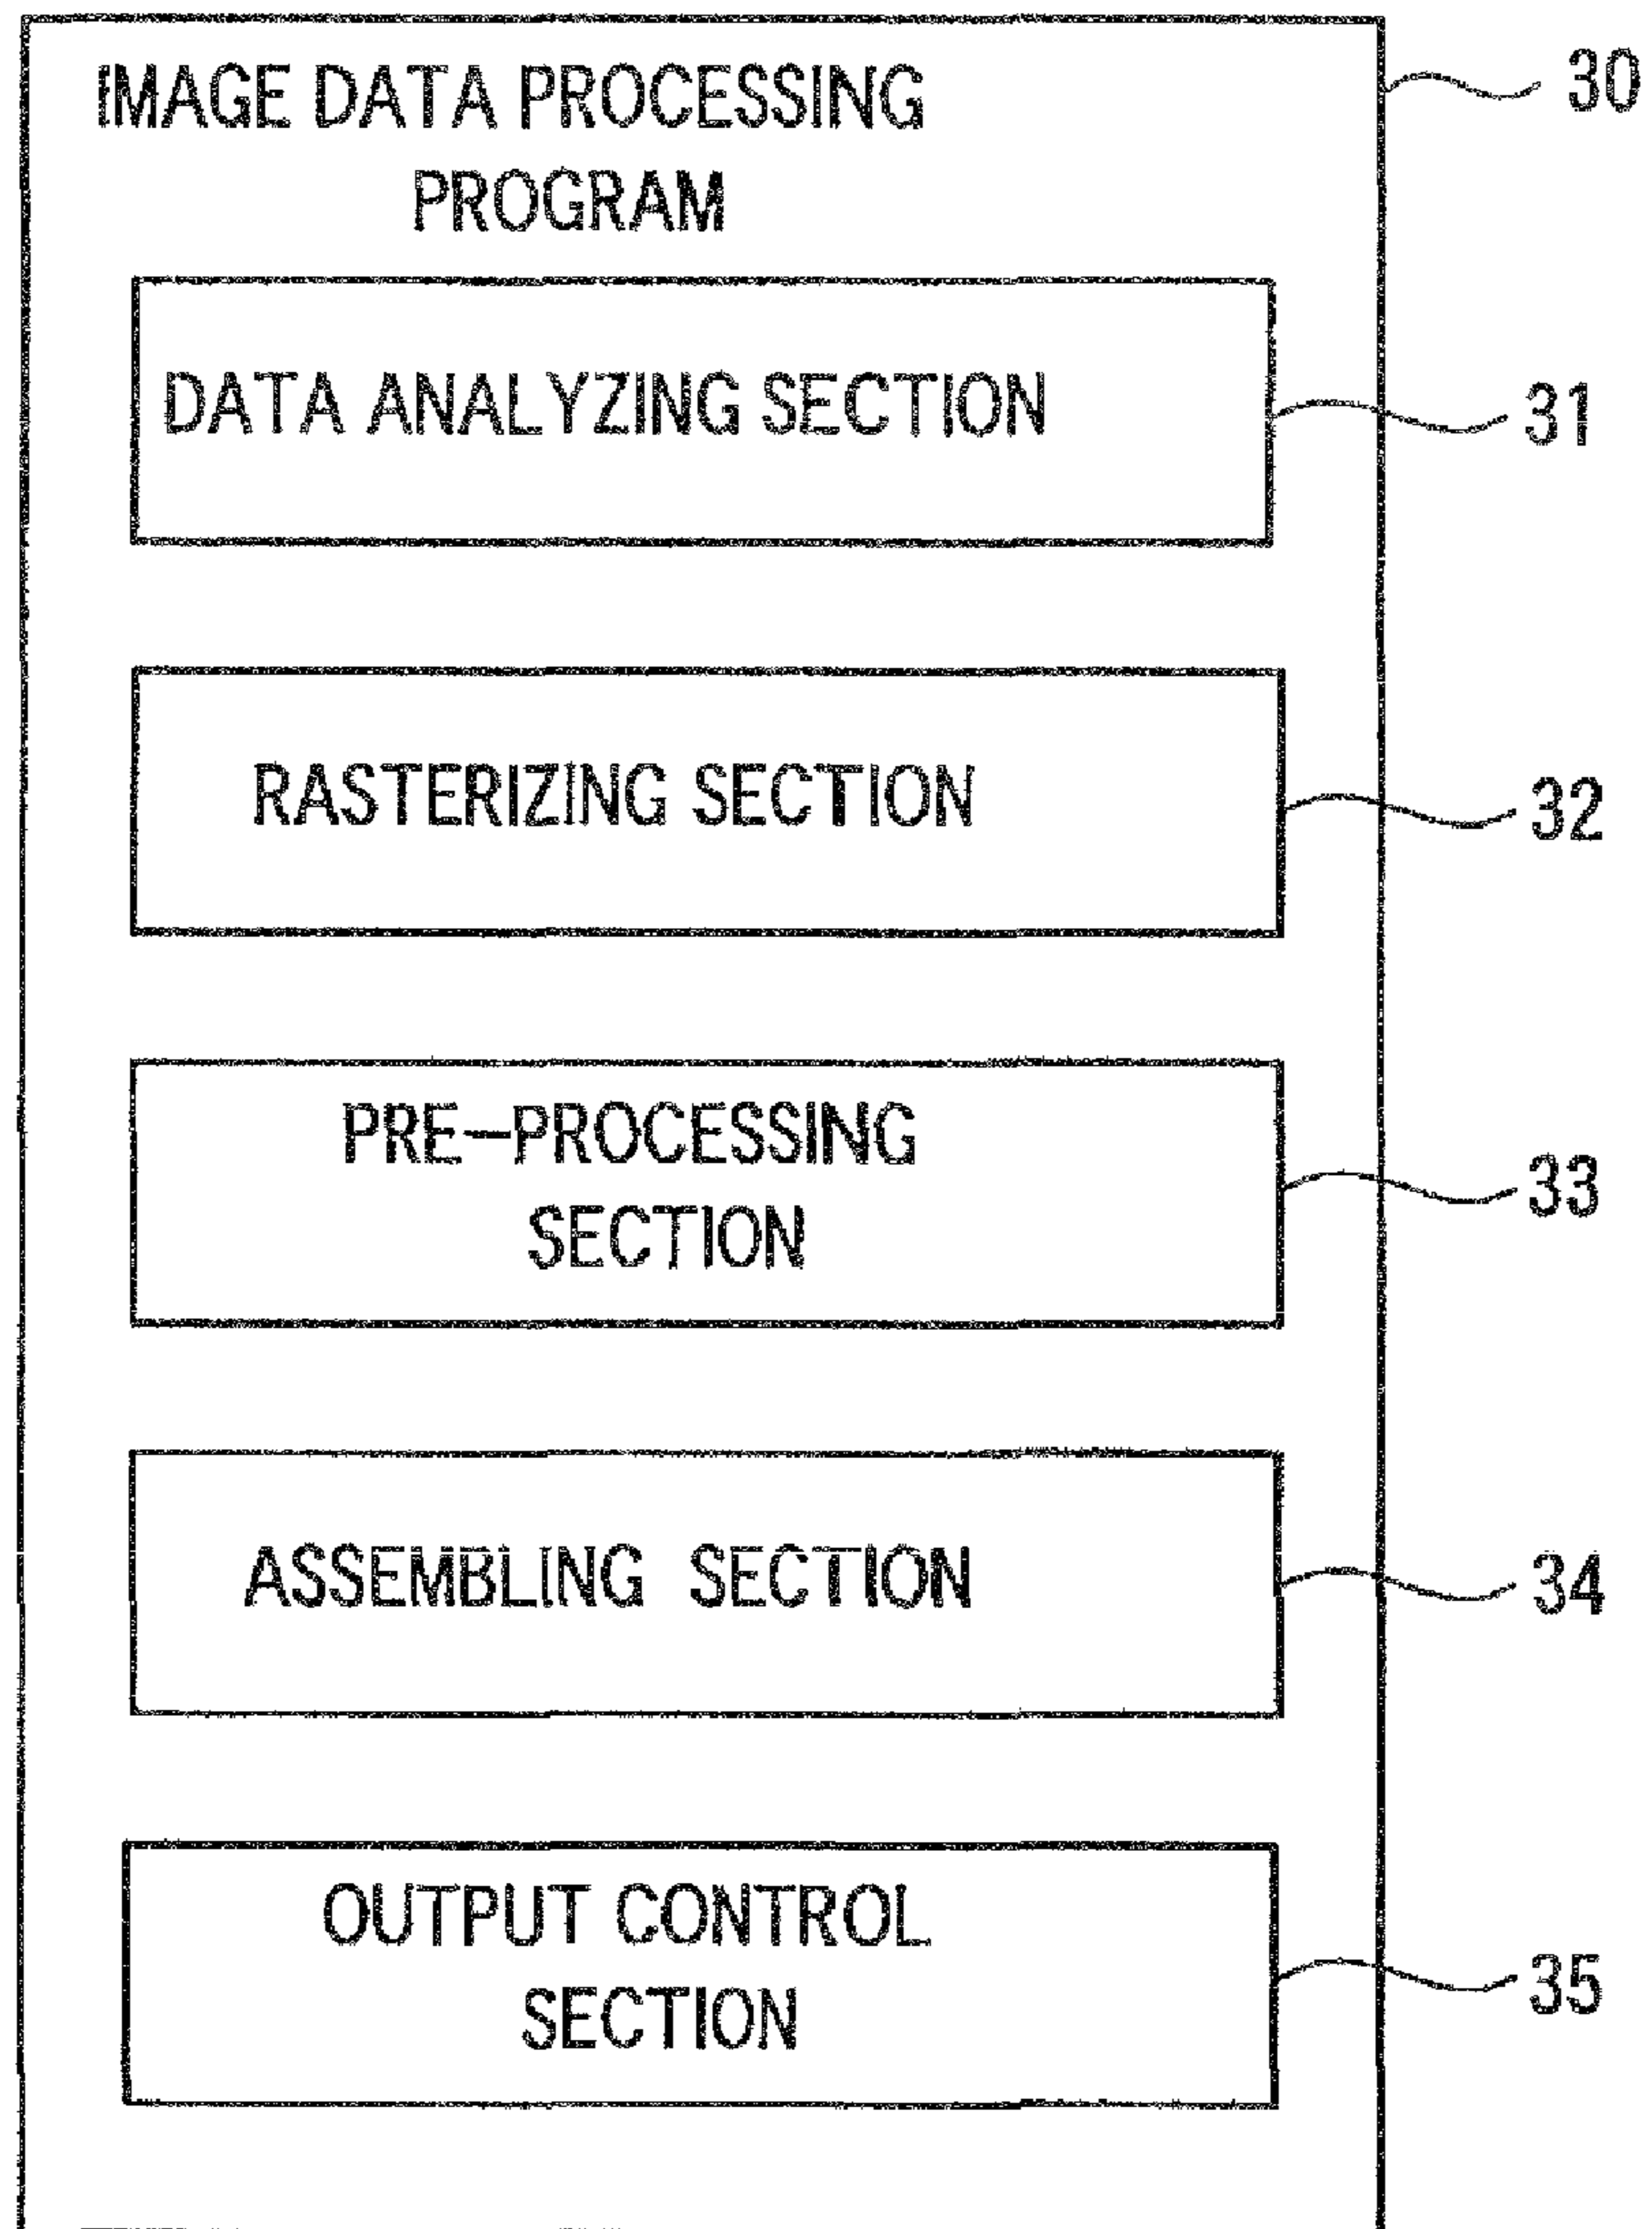 IMAGE DATA PROCESSING
PROGRAM
30
DATA ANALYZING SECTION
31
RASTERIZING SECTION
32
PRE-PROCESSING
SECTION
33
ASSEMBLING SECTION
34
OUTPUT CONTROL
SECTION
35